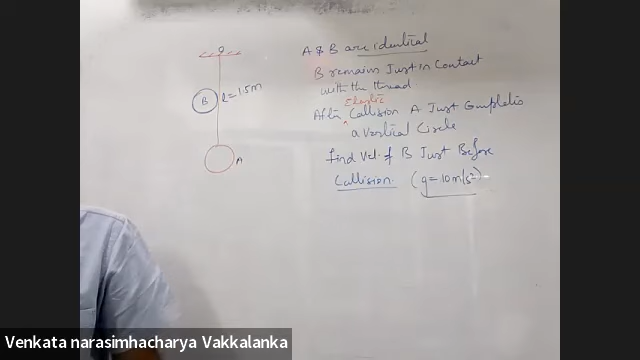 A & B are identical
B remains Just in Contact
with the thread
Elastic
After Collision A Just Completes
a Vertical Circle
B
l = 1.5m
A
find Vel. of B Just Before
Collision. (g = 10 m/s²)
Venkata narasimhacharya Vakkalanka